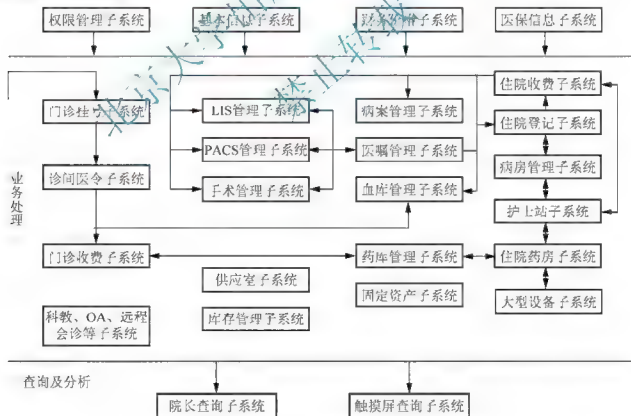 权限管理子系统
医保信息子系统
住院收费子系统
LIS管理子系统
病案管理子系统
住院登记子系统
PACS管理子系统
医嘱管理子系统
病房管理子系统
诊间医令子系统
手术管理子系统
血库管理子系统
业务处理
护士站子系统
门诊收费子系统
药库管理子系统
住院药房子系统
供应室子系统
固定资产子系统
大型设备子系统
科教、OA、远程
会诊等子系统
库存管理子系统
查询及分析
院长查询子系统
触摸屏查询子系统
禁止转载